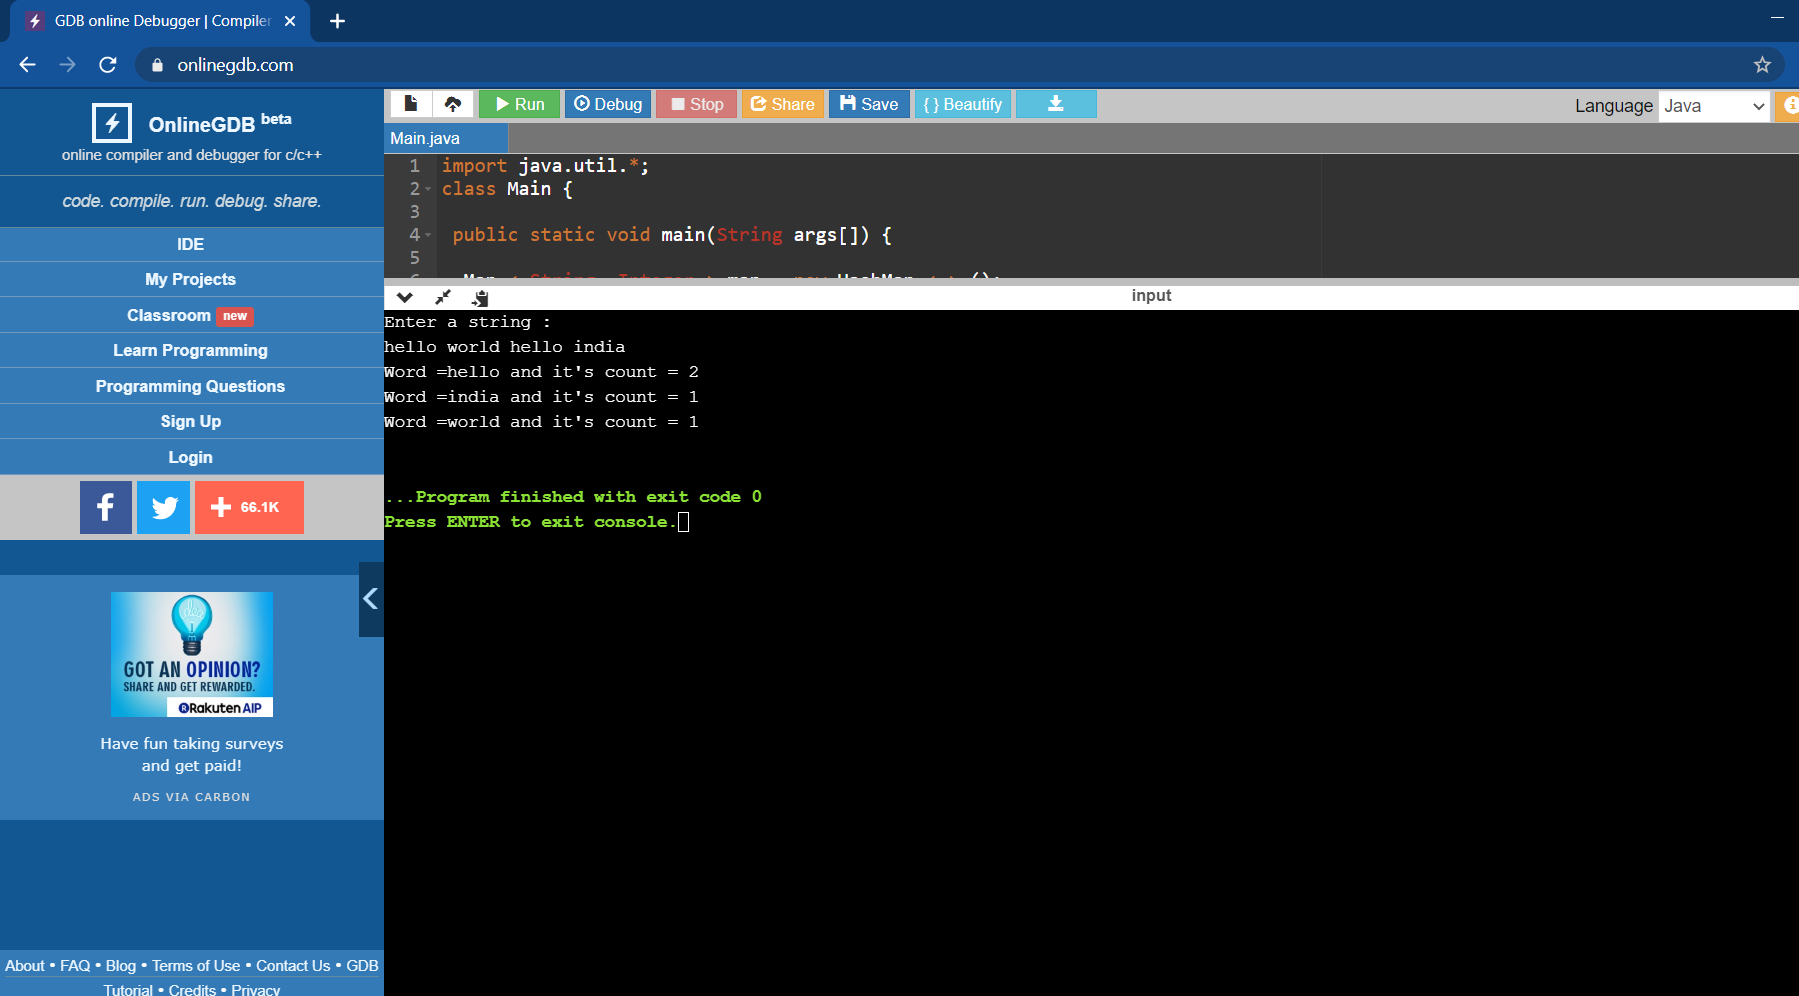 GDB online Debugger | Compiler
onlinegdb.com
OnlineGDB beta
online compiler and debugger for c/c++
code. compile. run. debug. share.
IDE
My Projects
Classroom new
Learn Programming
Programming Questions
Sign Up
Login
66.1K
GOT AN OPINION?
SHARE AND GET REWARDED.
Rakuten AIP
Have fun taking surveys
and get paid!
ADS VIA CARBON
About • FAQ • Blog • Terms of Use • Contact Us • GDB
Tutorial • Credits • Privacy
Run Debug Stop Share Save { } Beautify
Language Java
Main.java
1 import java.util.*;
2 class Main {
3
4 public static void main(String args[]) {
5
6 Map < String, Integer > map = new HashMap < > ();
input
Enter a string :
hello world hello india
Word =hello and it's count = 2
Word =india and it's count = 1
Word =world and it's count = 1
...Program finished with exit code 0
Press ENTER to exit console.